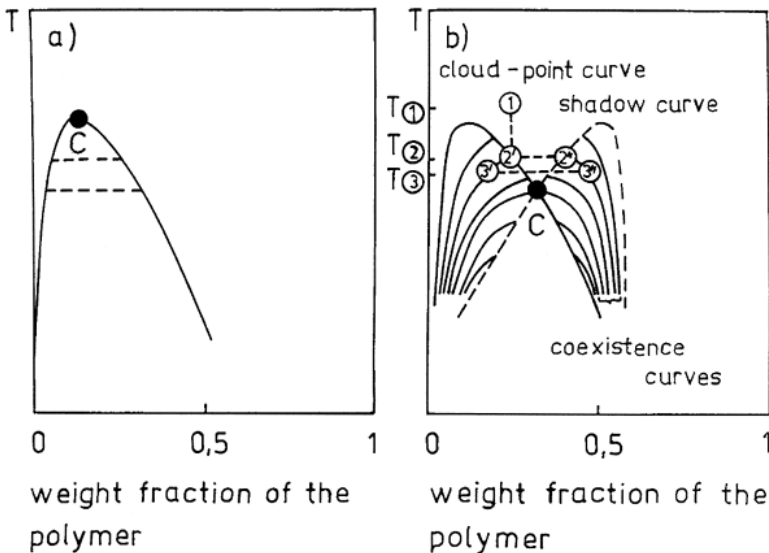 T
a)
C
0
0,5
1
weight fraction of the
polymer
T
b)
cloud-point curve
shadow curve
T①
T②
T③
①
②' ②"
③' ③"
C
coexistence
curves
0
0,5
1
weight fraction of the
polymer